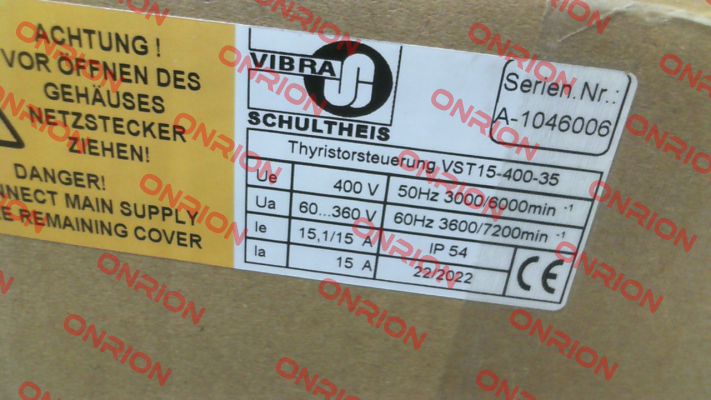 ACHTUNG !
VOR ÖFFNEN DES
GEHÄUSES
NETZSTECKER
ZIEHEN!
DANGER!
NNECT MAIN SUPPLY
RE REMAINING COVER
VIBRA
SCHULTHEIS
Serien.Nr.:
A-1046006
Thyristorsteuerung VST15-400-35
Ue 400 V 50Hz 3000/6000min -1
Ua 60...360 V 60Hz 3600/7200min -1
Ie 15,1/15 A IP 54
Ia 15 A 22/2022
CE
ONRION